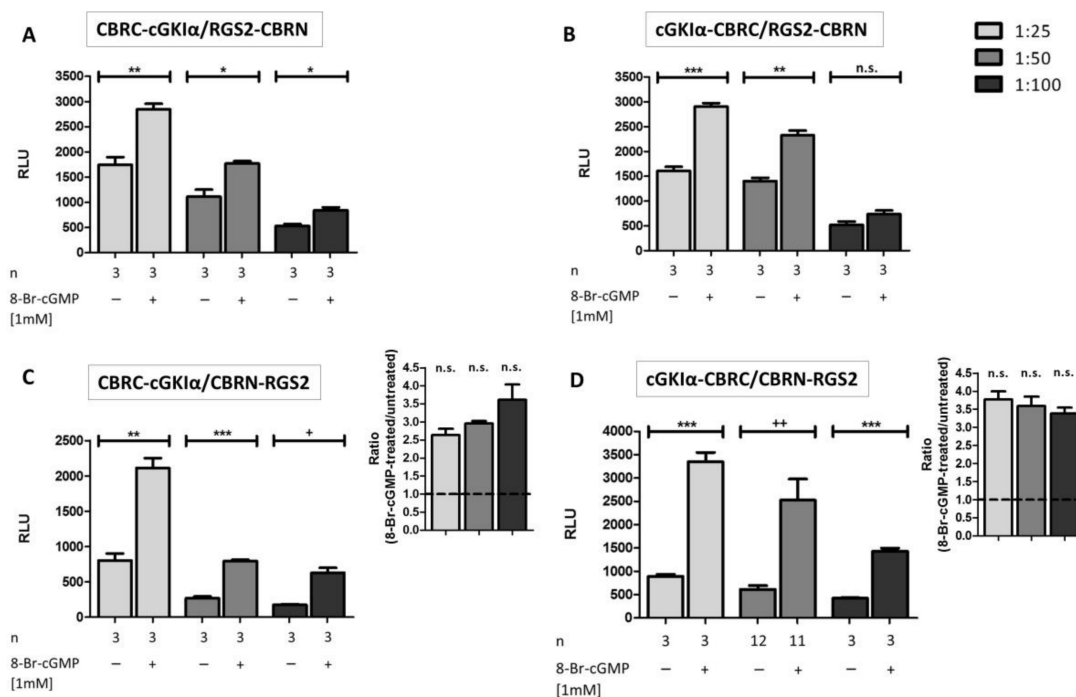 A
CBRC-cGKIα/RGS2-CBRN
** * *
3500
3000
2500
2000
1500
1000
500
0
RLU
n 3 3 3 3 3 3
8-Br-cGMP – + – + – +
[1mM]
B
cGKIα-CBRC/RGS2-CBRN
*** ** n.s.
3500
3000
2500
2000
1500
1000
500
0
RLU
n 3 3 3 3 3 3
8-Br-cGMP – + – + – +
[1mM]
1:25
1:50
1:100
C
CBRC-cGKIα/CBRN-RGS2
** *** +
2500
2000
1500
1000
500
0
RLU
n 3 3 3 3 3 3
8-Br-cGMP – + – + – +
[1mM]
n.s. n.s. n.s.
4.5
4.0
3.5
3.0
2.5
2.0
1.5
1.0
0.5
0.0
Ratio
(8-Br-cGMP-treated/untreated)
D
cGKIα-CBRC/CBRN-RGS2
*** ++ ***
4000
3500
3000
2500
2000
1500
1000
500
0
RLU
n 3 3 12 11 3 3
8-Br-cGMP – + – + – +
[1mM]
n.s. n.s. n.s.
4.5
4.0
3.5
3.0
2.5
2.0
1.5
1.0
0.5
0.0
Ratio
(8-Br-cGMP-treated/untreated)